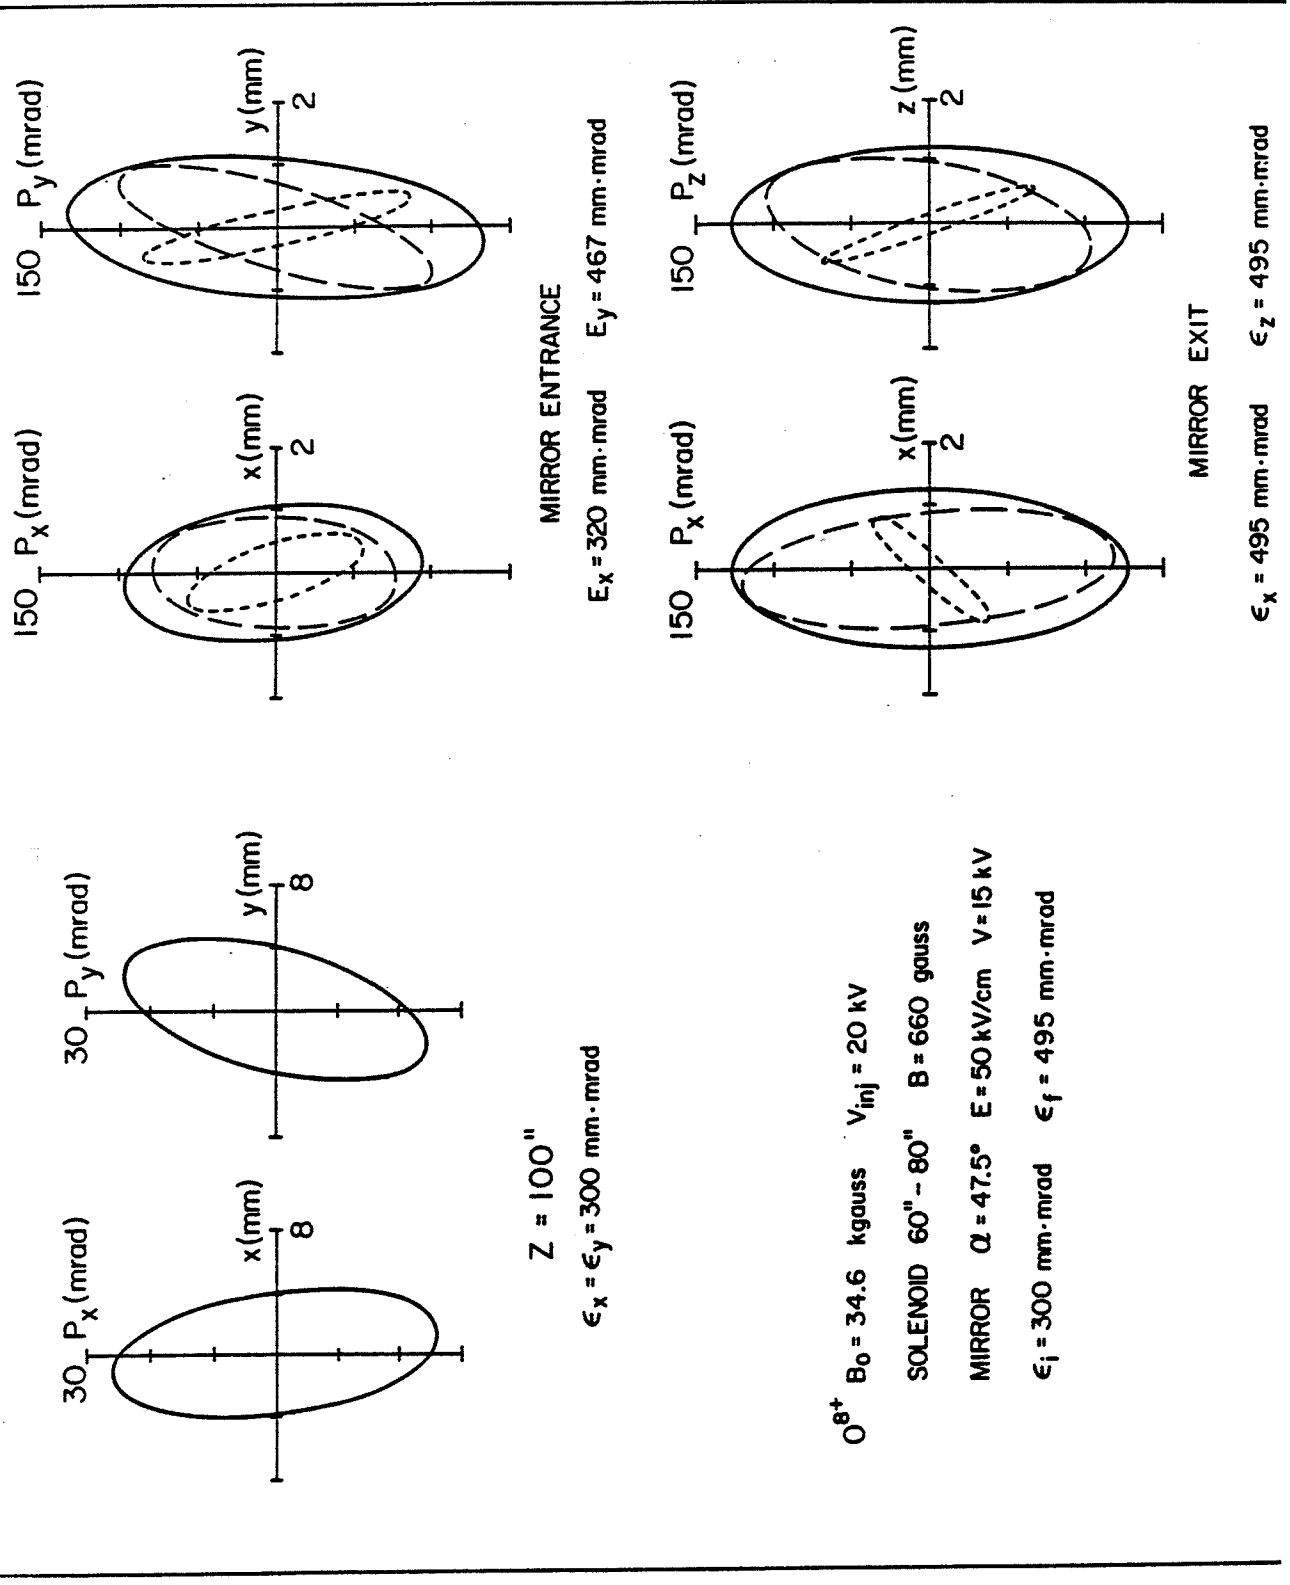 30 Px (mrad)
x (mm)
8
30 Py (mrad)
y (mm)
8
Z = 100"
ϵx = ϵy = 300 mm·mrad
150 Px (mrad)
x (mm)
2
150 Py (mrad)
y (mm)
2
MIRROR ENTRANCE
Ex = 320 mm·mrad Ey = 467 mm·mrad
O8+ B0 = 34.6 kgauss Vinj = 20 kV
SOLENOID 60" - 80" B = 660 gauss
MIRROR α = 47.5° E = 50 kV/cm V = 15 kV
ϵi = 300 mm·mrad ϵf = 495 mm·mrad
150 Px (mrad)
x (mm)
2
150 Pz (mrad)
z (mm)
2
MIRROR EXIT
ϵx = 495 mm·mrad ϵz = 495 mm·mrad